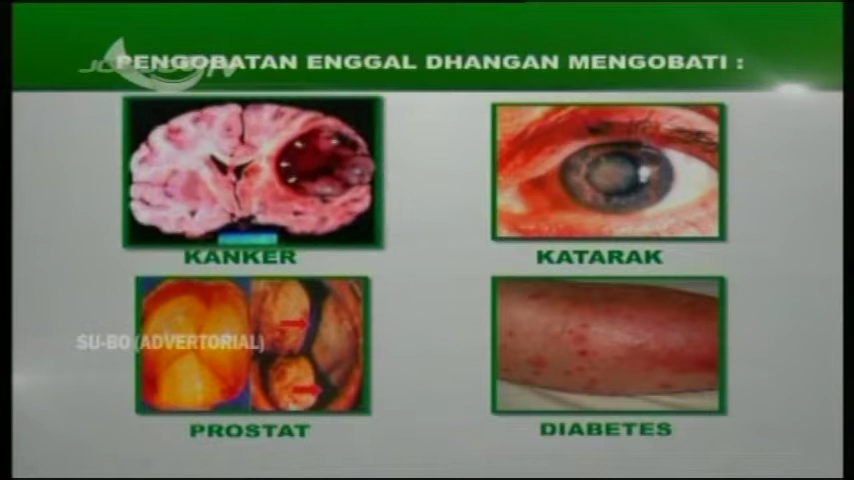 PENGOBATAN ENGGAL DHANGAN MENGOBATI :
KANKER
KATARAK
SU-BO (ADVERTORIAL)
PROSTAT
DIABETES